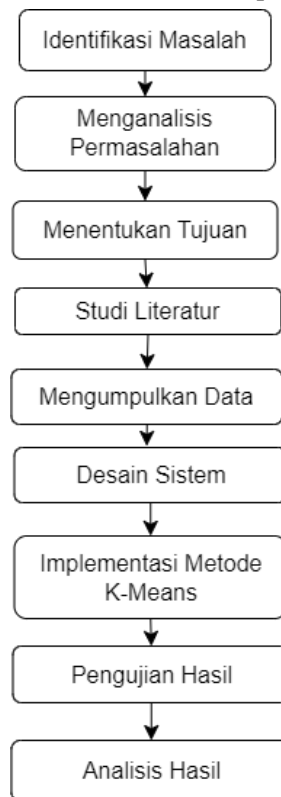 Identifikasi Masalah
Menganalisis
Permasalahan
Menentukan Tujuan
Studi Literatur
Mengumpulkan Data
Desain Sistem
Implementasi Metode
K-Means
Pengujian Hasil
Analisis Hasil